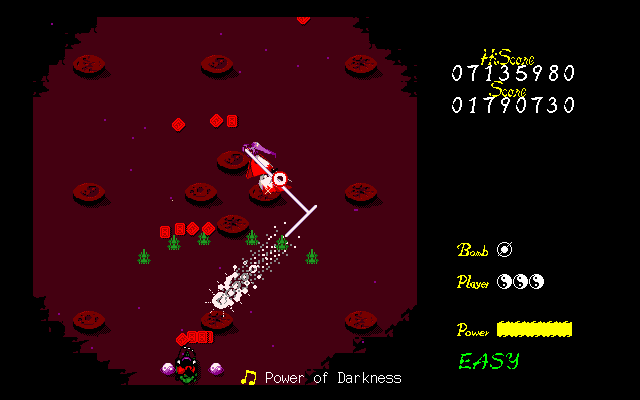 HiScore
07135980
Score
01790730
Bomb
Player
Power
EASY
Power of Darkness